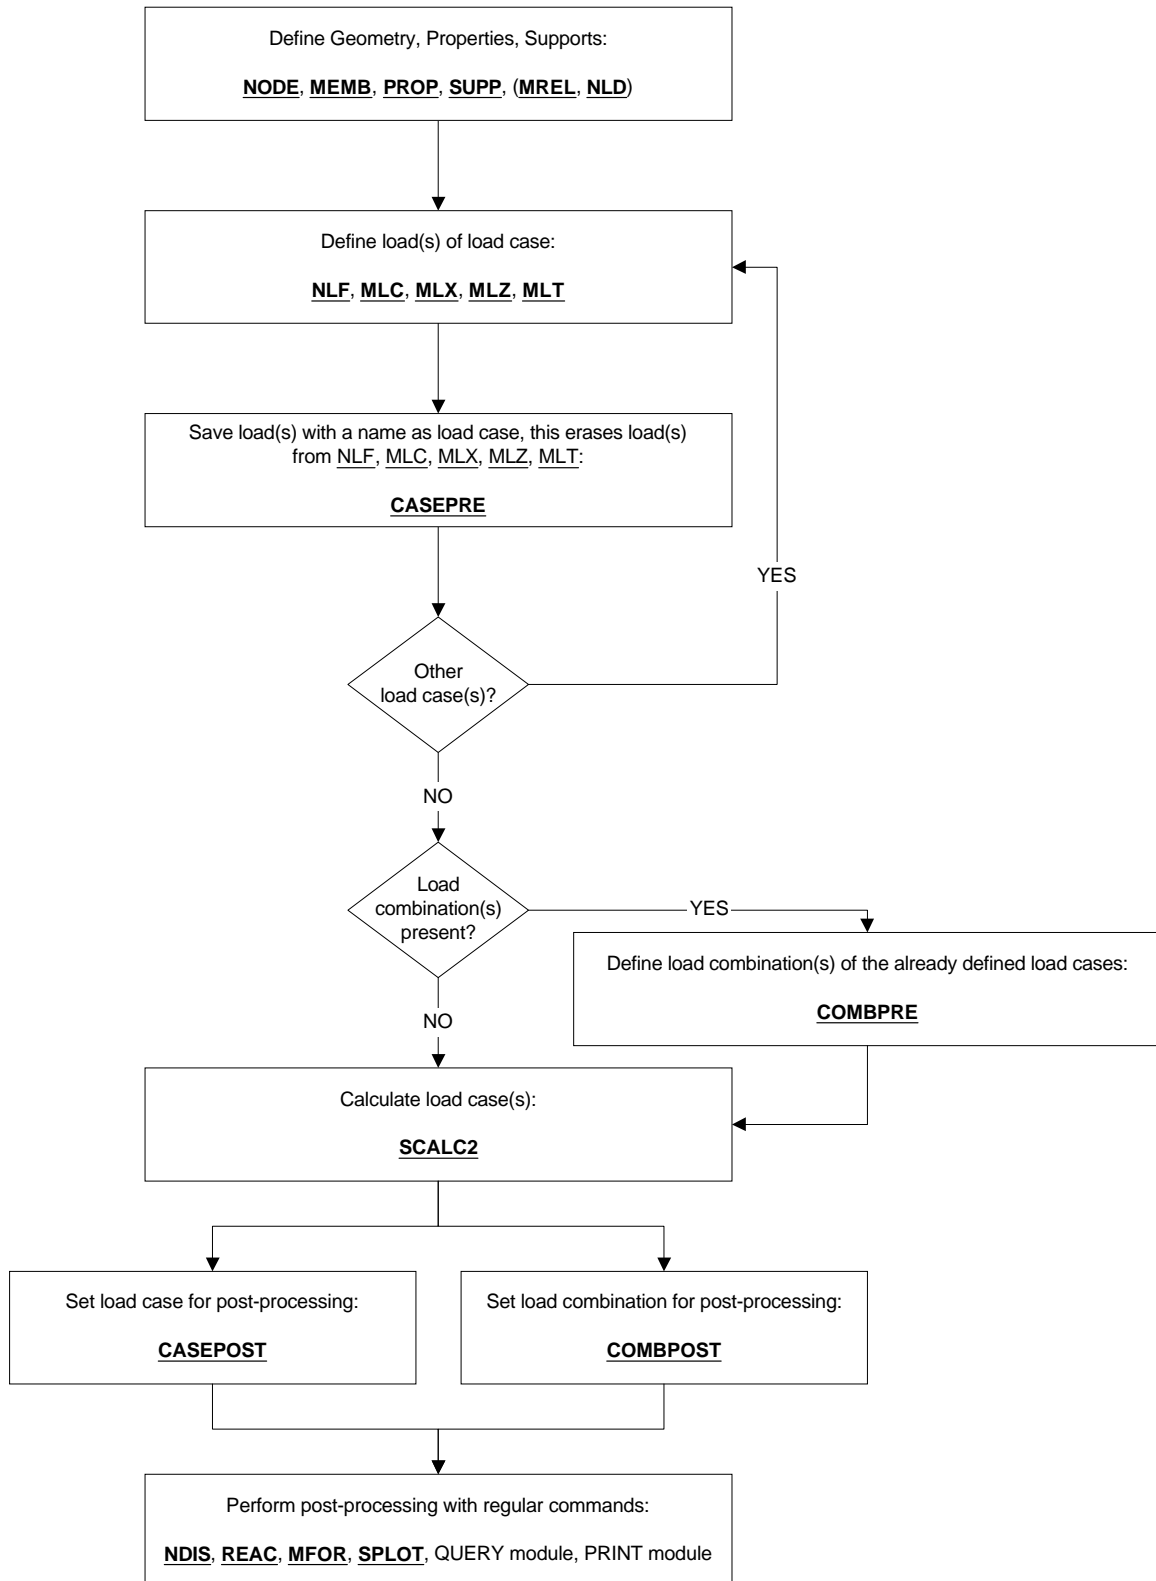 Define Geometry, Properties, Supports:
NODE, MEMB, PROP, SUPP, (MREL, NLD)
Define load(s) of load case:
NLF, MLC, MLX, MLZ, MLT
Save load(s) with a name as load case, this erases load(s)
from NLF, MLC, MLX, MLZ, MLT:
CASEPRE
YES
Other
load case(s)?
NO
Load
combination(s)
present?
YES
Define load combination(s) of the already defined load cases:
COMBPRE
NO
Calculate load case(s):
SCALC2
Set load case for post-processing:
CASEPOST
Set load combination for post-processing:
COMBPOST
Perform post-processing with regular commands:
NDIS, REAC, MFOR, SPLOT, QUERY module, PRINT module